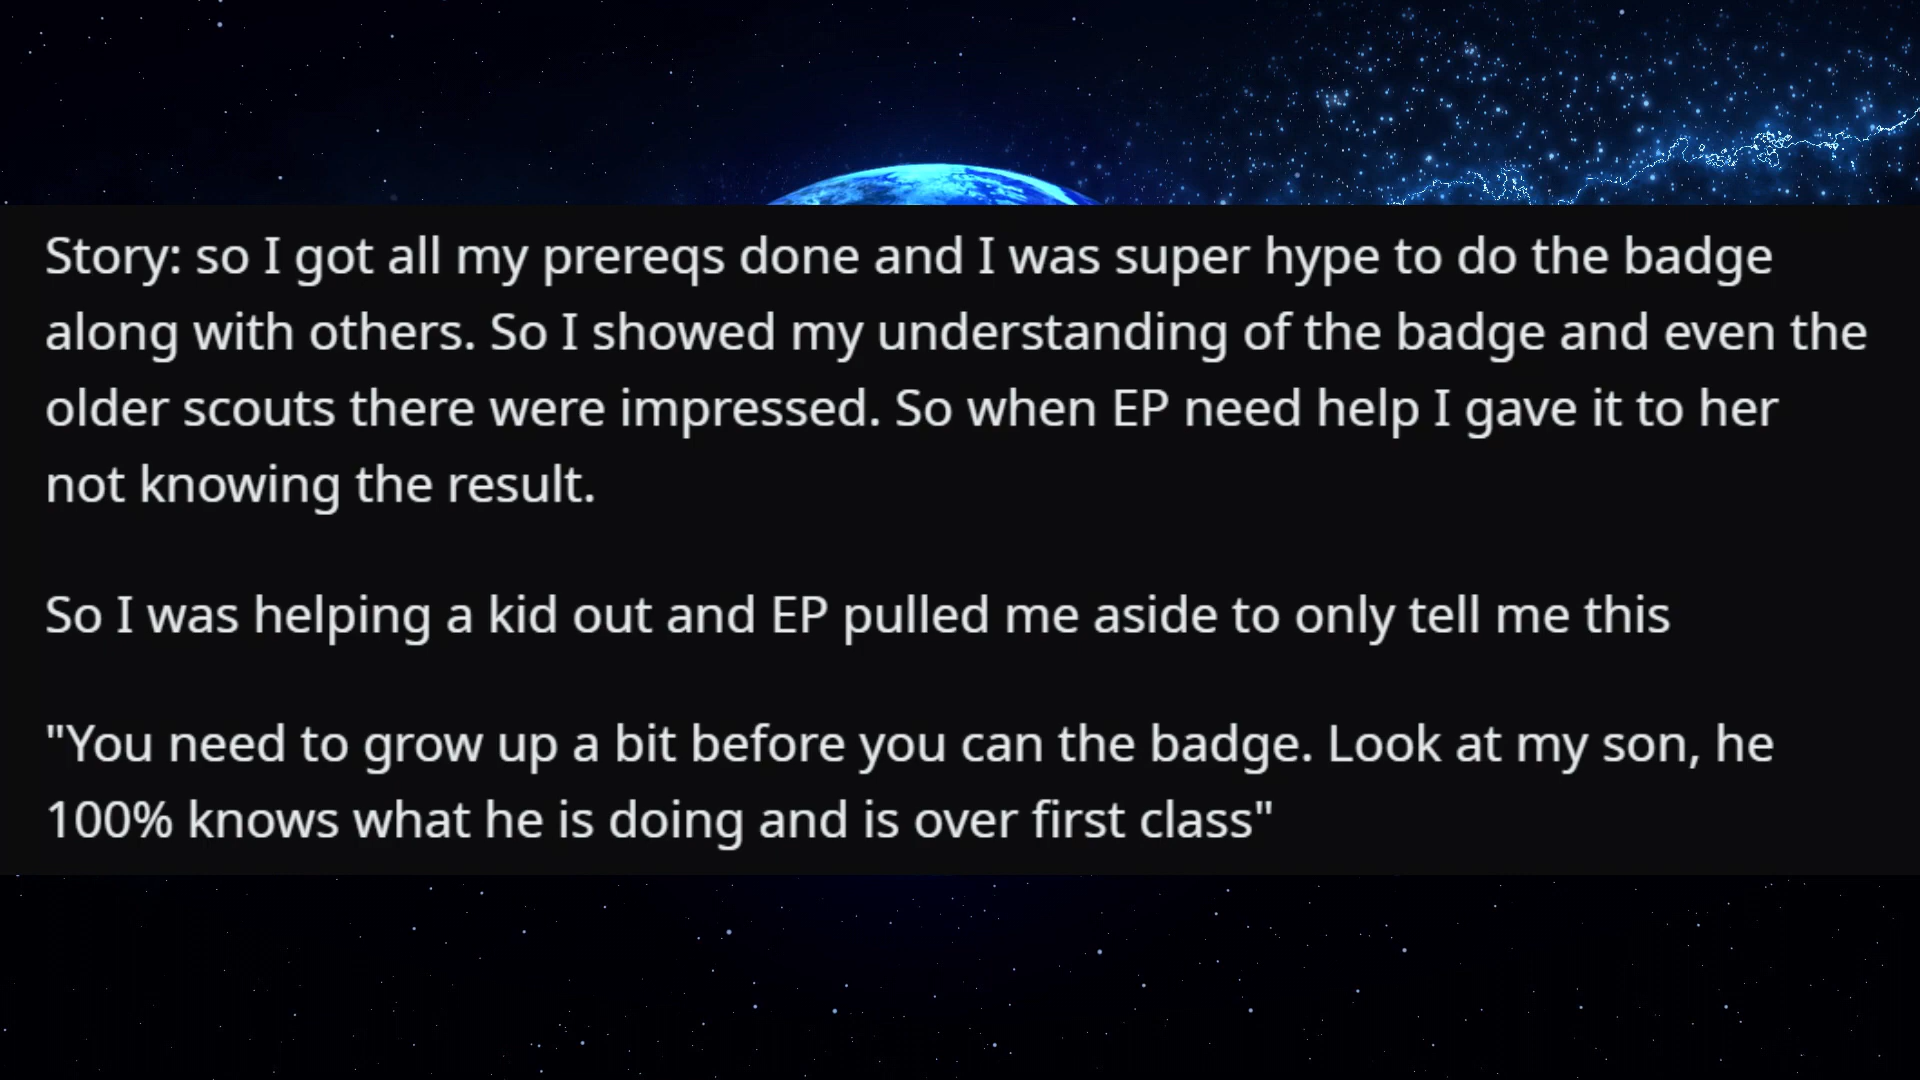 Story: so I got all my prereqs done and I was super hype to do the badge
along with others. So I showed my understanding of the badge and even the
older scouts there were impressed. So when EP need help I gave it to her
not knowing the result.
So I was helping a kid out and EP pulled me aside to only tell me this
"You need to grow up a bit before you can the badge. Look at my son, he
100% knows what he is doing and is over first class"